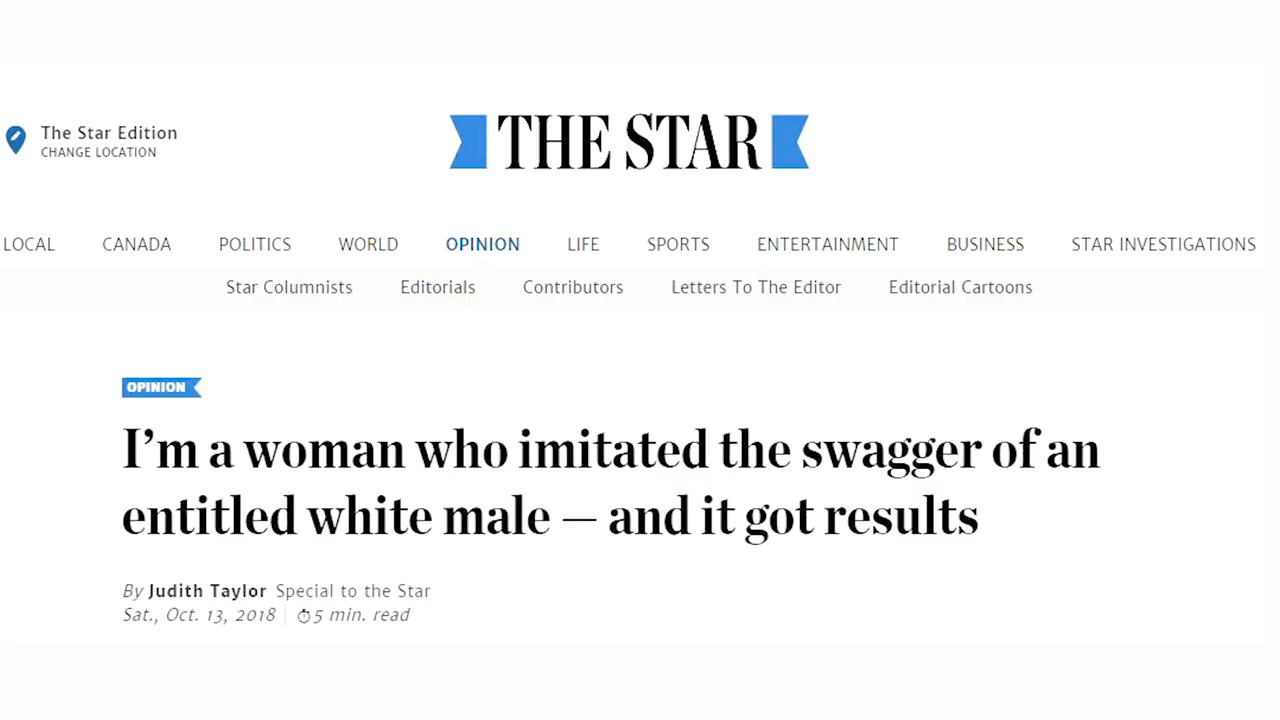 The Star Edition
CHANGE LOCATION
THE STAR
LOCAL CANADA POLITICS WORLD OPINION LIFE SPORTS ENTERTAINMENT BUSINESS STAR INVESTIGATIONS
Star Columnists Editorials Contributors Letters To The Editor Editorial Cartoons
OPINION
I’m a woman who imitated the swagger of an
entitled white male — and it got results
By Judith Taylor Special to the Star
Sat., Oct. 13, 2018 5 min. read